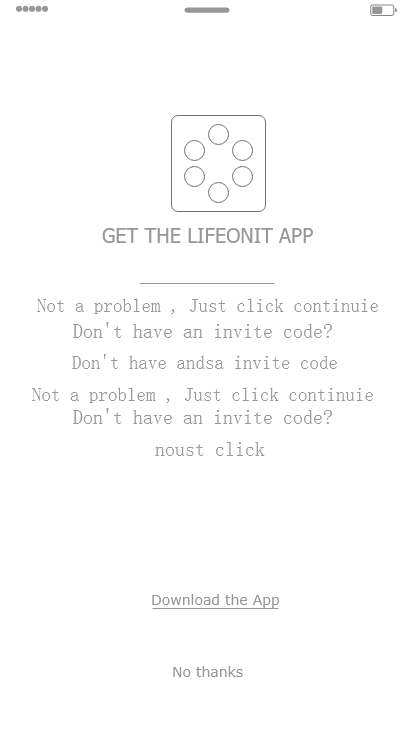 GET THE LIFEONIT APP
Not a problem , Just click continuie
Don't have an invite code?
Don't have andsa invite code
Not a problem , Just click continuie
Don't have an invite code?
noust click
Download the App
No thanks